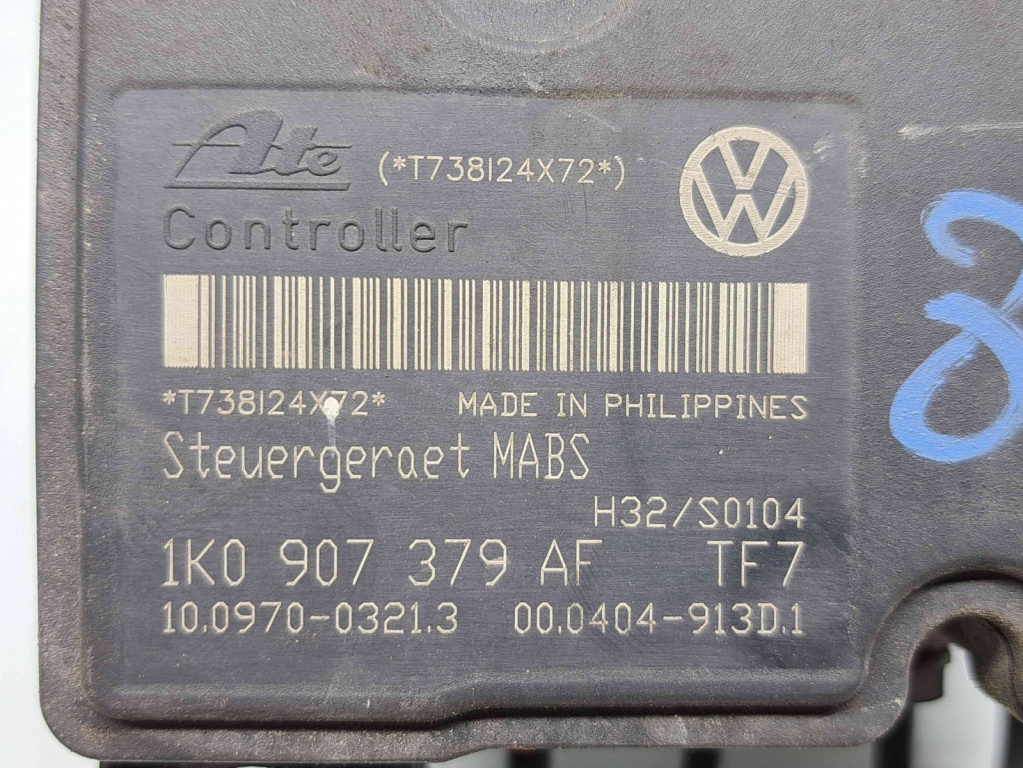 Ate (*T738I24X72*)
Controller
*T738I24X72* MADE IN PHILIPPINES
Steuergeraet MABS
H32/S0104
1K0 907 379 AF TF7
10.0970-0321.3 00.0404-913D.1